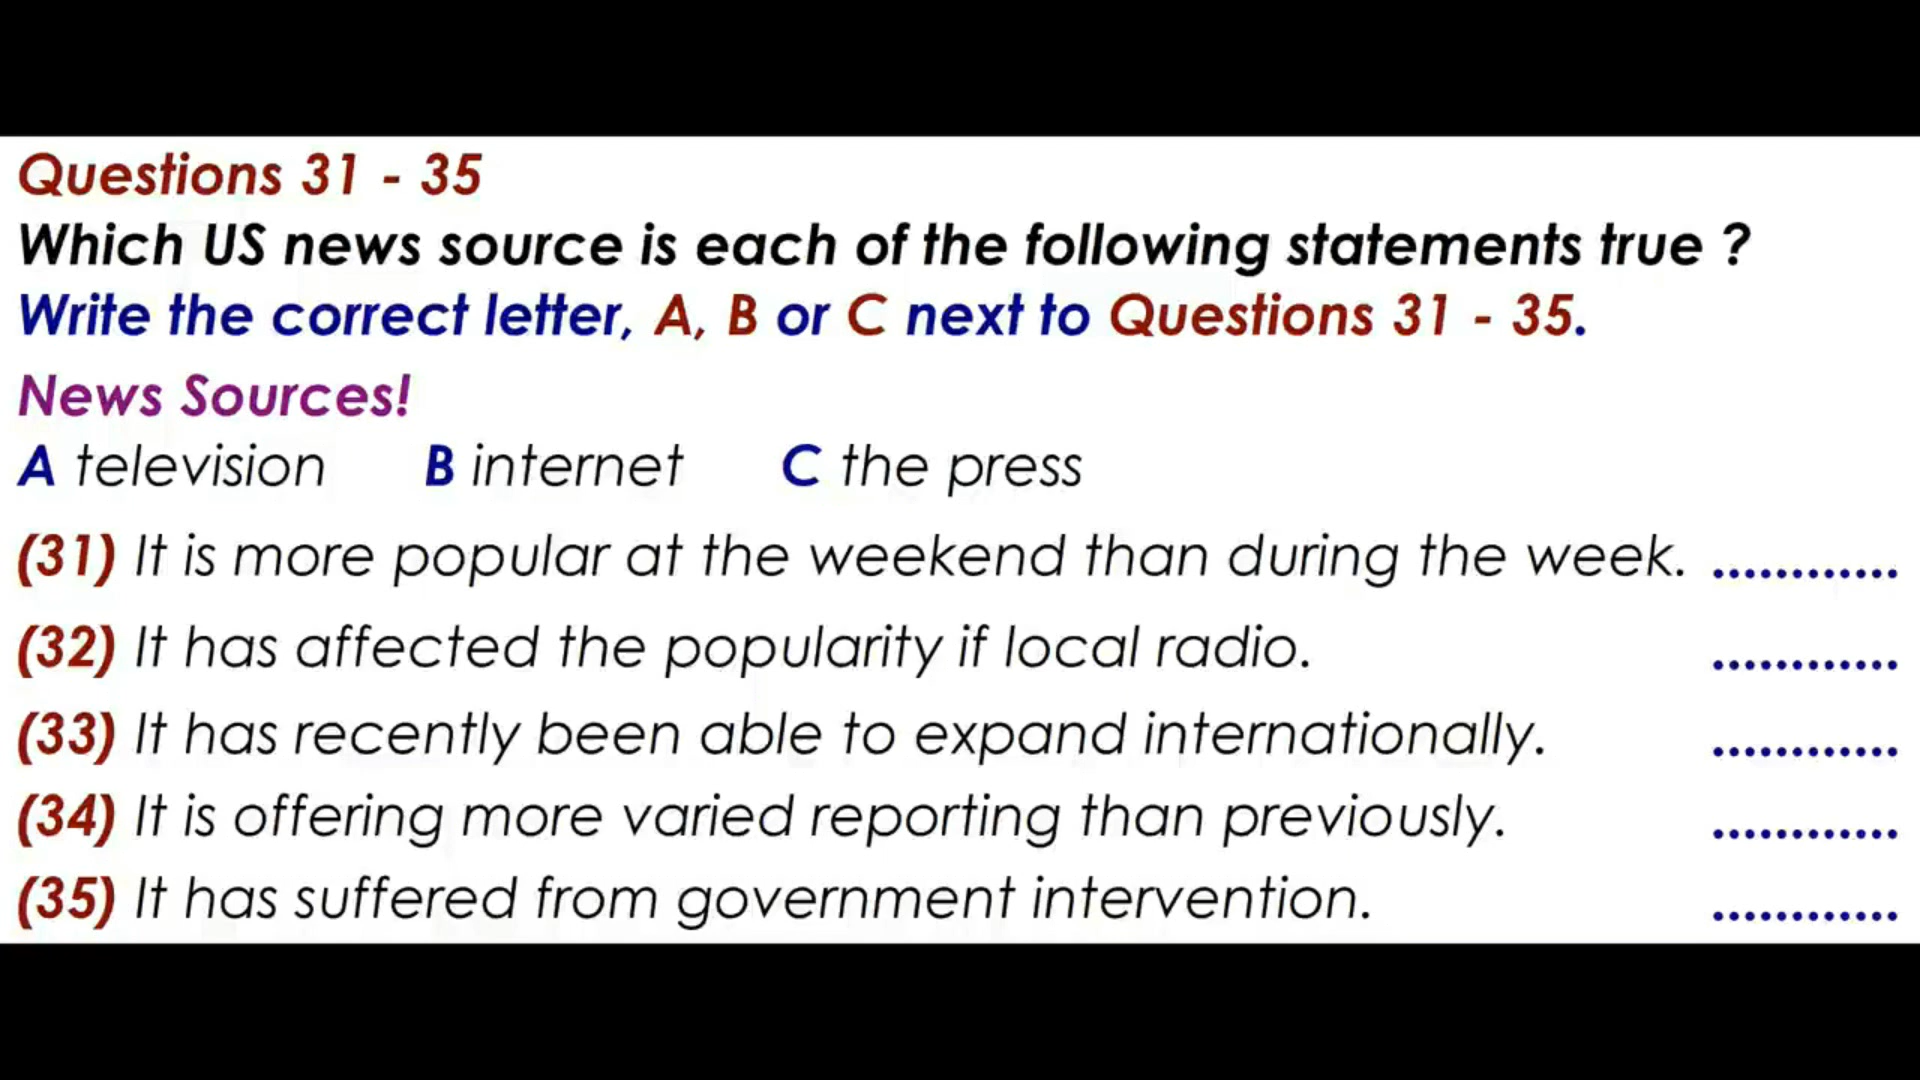 Questions 31 - 35
Which US news source is each of the following statements true ?
Write the correct letter, A, B or C next to Questions 31 - 35.
News Sources!
A television B internet C the press
(31) It is more popular at the weekend than during the week. ............
(32) It has affected the popularity if local radio. ............
(33) It has recently been able to expand internationally. ............
(34) It is offering more varied reporting than previously. ............
(35) It has suffered from government intervention. ............